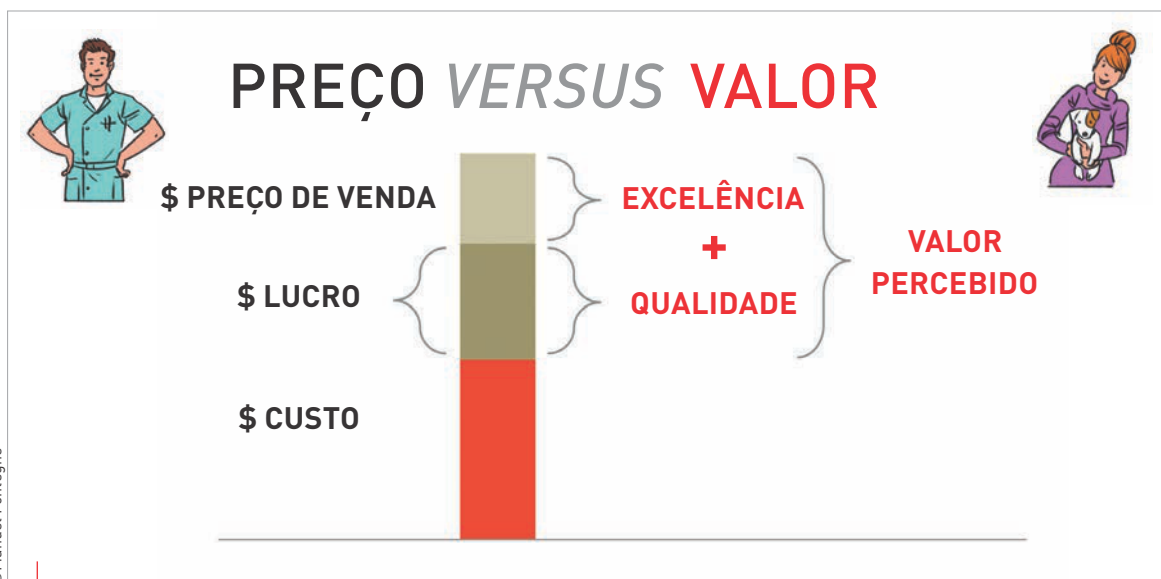 PREÇO VERSUS VALOR
$ PREÇO DE VENDA
EXCELÊNCIA
+
QUALIDADE
VALOR
PERCEBIDO
$ LUCRO
$ CUSTO